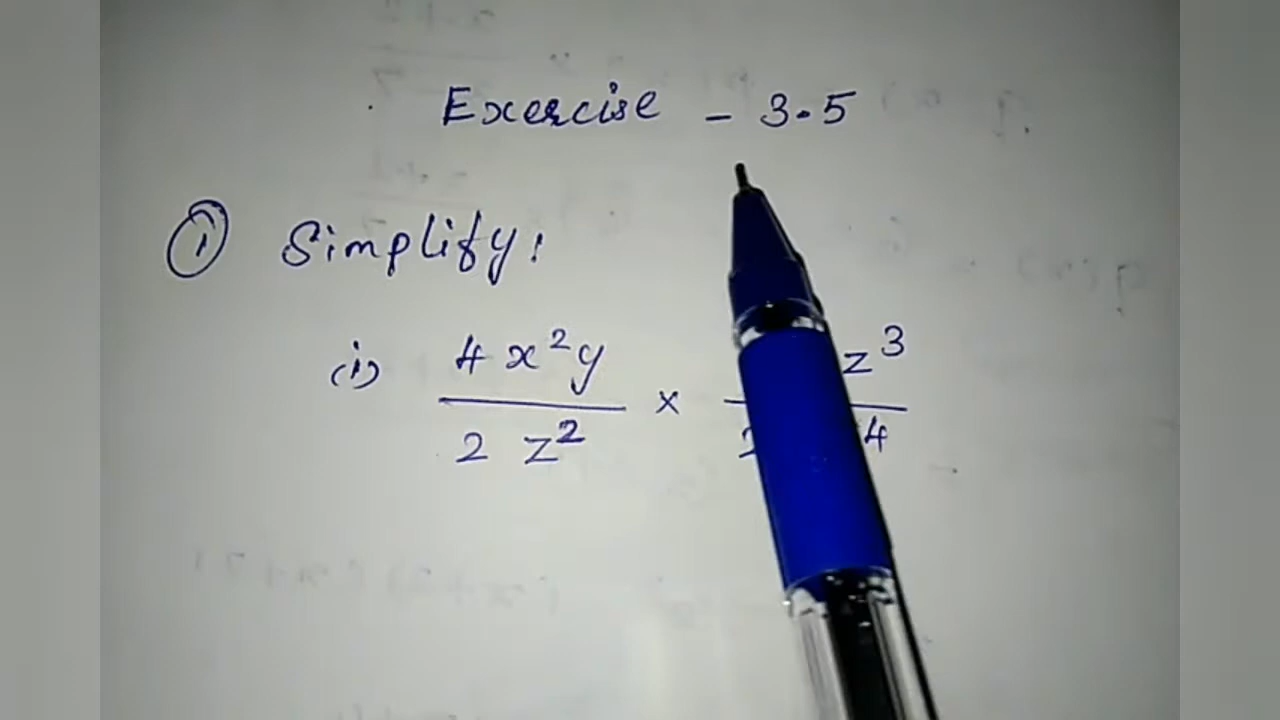 Exercise - 3.5
① Simplify:
(i) 4x²y / 2z² × z³ / 4